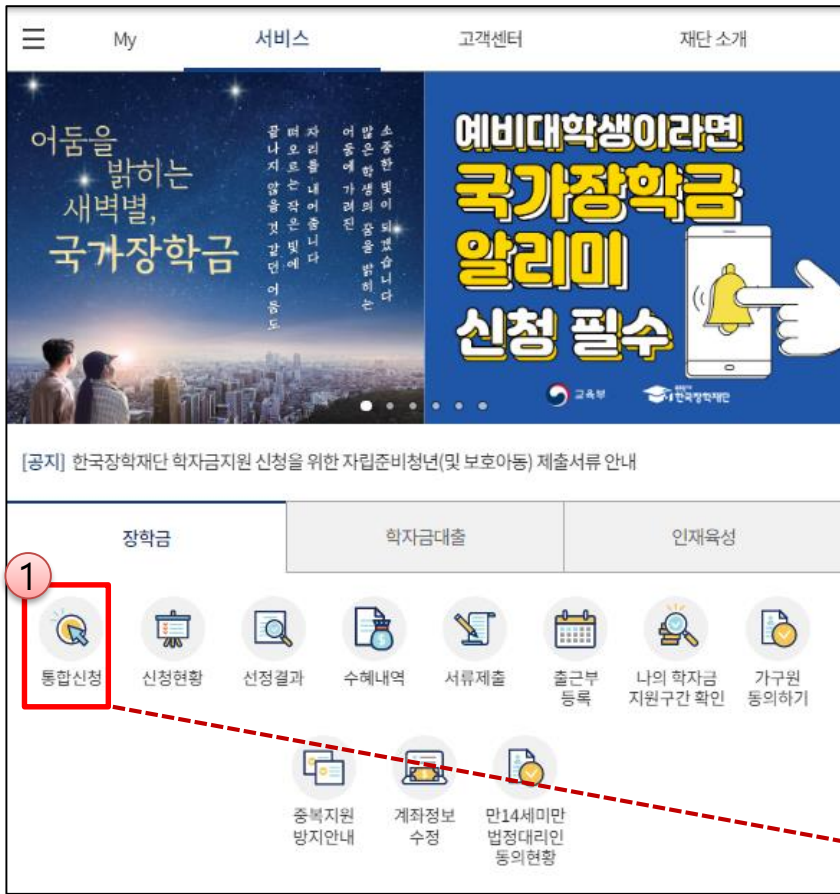 My
서비스
고객센터
재단 소개
어둠을
밝히는
새벽별,
국가장학금
소중한 빛이 되겠습니다
많은 학생의 꿈을 밝히는
어둠에 가려진
자리를 내어줍니다
떠오르는 작은 빛에
끝나지 않을 것 같던 어둠도
예비대학생이라면
국가장학금
알리미
신청 필수
교육부
한국장학재단
[공지] 한국장학재단 학자금지원 신청을 위한 자립준비청년(및 보호아동) 제출서류 안내
장학금
학자금대출
인재육성
1
통합신청
신청현황
선정결과
수혜내역
서류제출
출근부
등록
나의 학자금
지원구간 확인
가구원
동의하기
중복지원
방지안내
계좌정보
수정
만14세미만
법정대리인
동의현황